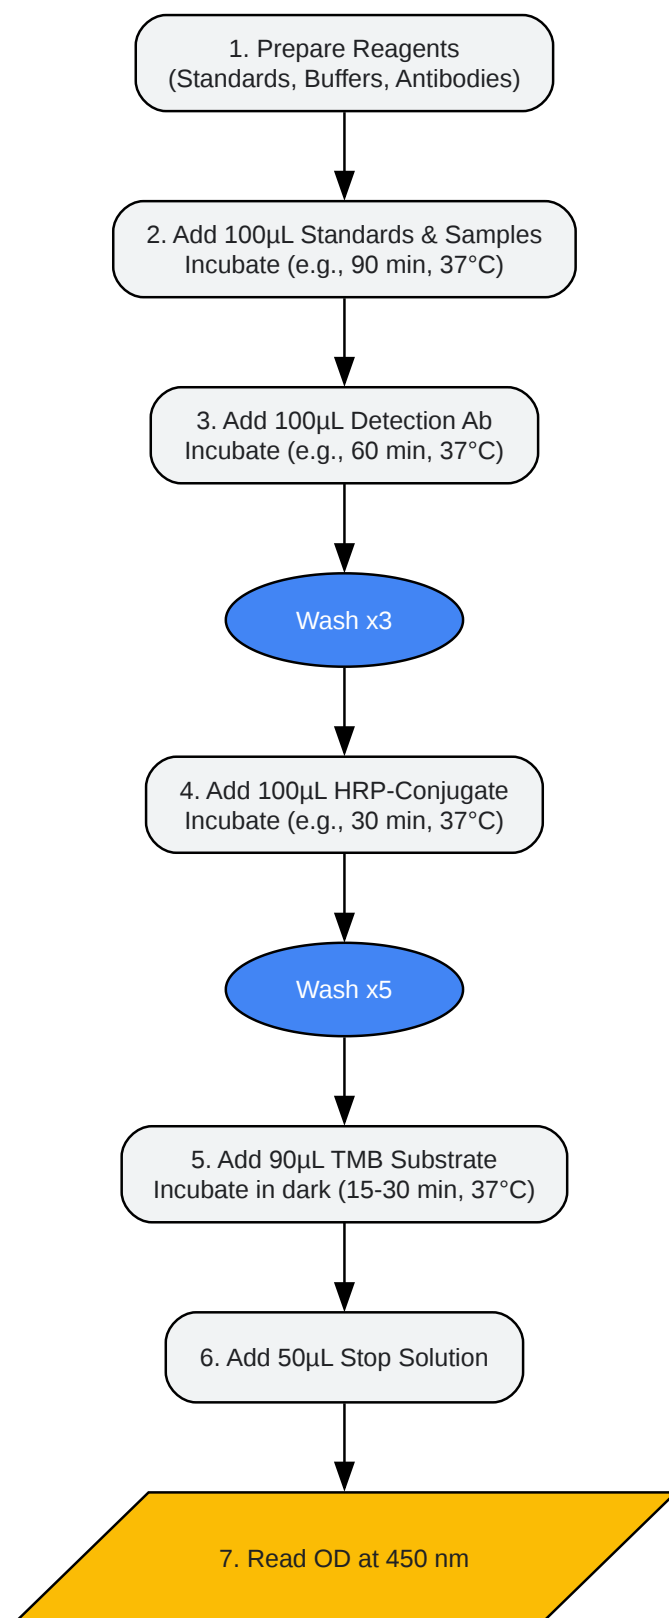 1. Prepare Reagents
(Standards, Buffers, Antibodies)
2. Add 100µL Standards & Samples
Incubate (e.g., 90 min, 37°C)
3. Add 100µL Detection Ab
Incubate (e.g., 60 min, 37°C)
Wash x3
4. Add 100µL HRP-Conjugate
Incubate (e.g., 30 min, 37°C)
Wash x5
5. Add 90µL TMB Substrate
Incubate in dark (15-30 min, 37°C)
6. Add 50µL Stop Solution
7. Read OD at 450 nm